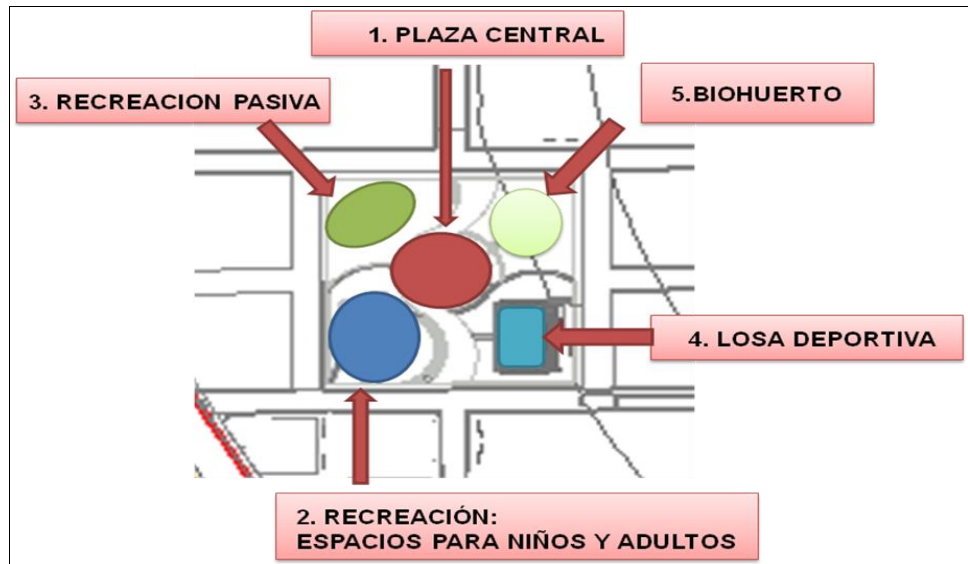 1. PLAZA CENTRAL
3. RECREACION PASIVA
5.BIOHUERTO
4. LOSA DEPORTIVA
2. RECREACIÓN:
ESPACIOS PARA NIÑOS Y ADULTOS